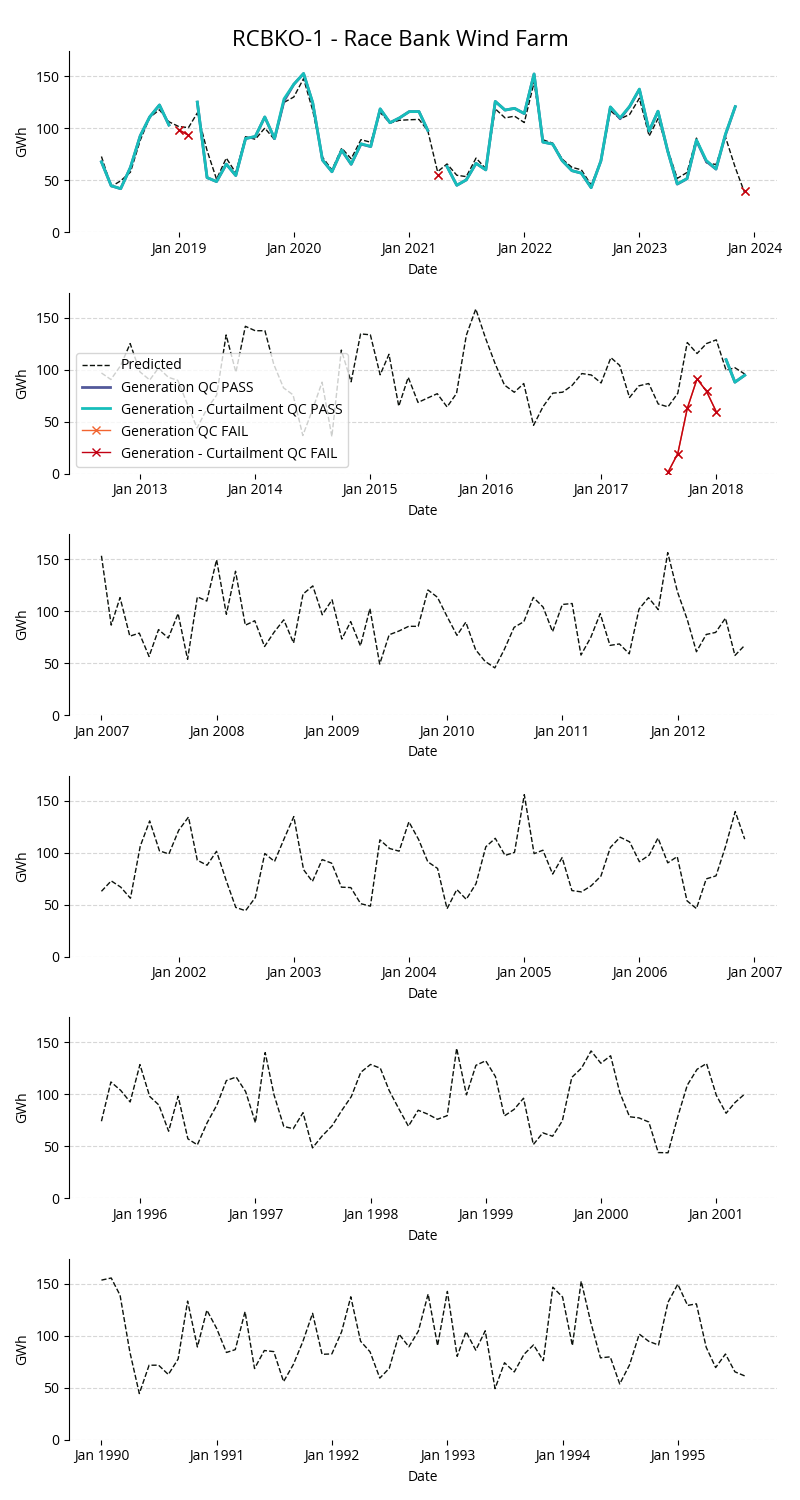 RCBKO-1 - Race Bank Wind Farm
150
100
50
0
GWh
Jan 2019 Jan 2020 Jan 2021 Jan 2022 Jan 2023 Jan 2024
Date
150
100
50
0
GWh
Predicted
Generation QC PASS
Generation - Curtailment QC PASS
Generation QC FAIL
Generation - Curtailment QC FAIL
Jan 2013 Jan 2014 Jan 2015 Jan 2016 Jan 2017 Jan 2018
Date
150
100
50
0
GWh
Jan 2007 Jan 2008 Jan 2009 Jan 2010 Jan 2011 Jan 2012
Date
150
100
50
0
GWh
Jan 2002 Jan 2003 Jan 2004 Jan 2005 Jan 2006 Jan 2007
Date
150
100
50
0
GWh
Jan 1996 Jan 1997 Jan 1998 Jan 1999 Jan 2000 Jan 2001
Date
150
100
50
0
GWh
Jan 1990 Jan 1991 Jan 1992 Jan 1993 Jan 1994 Jan 1995
Date